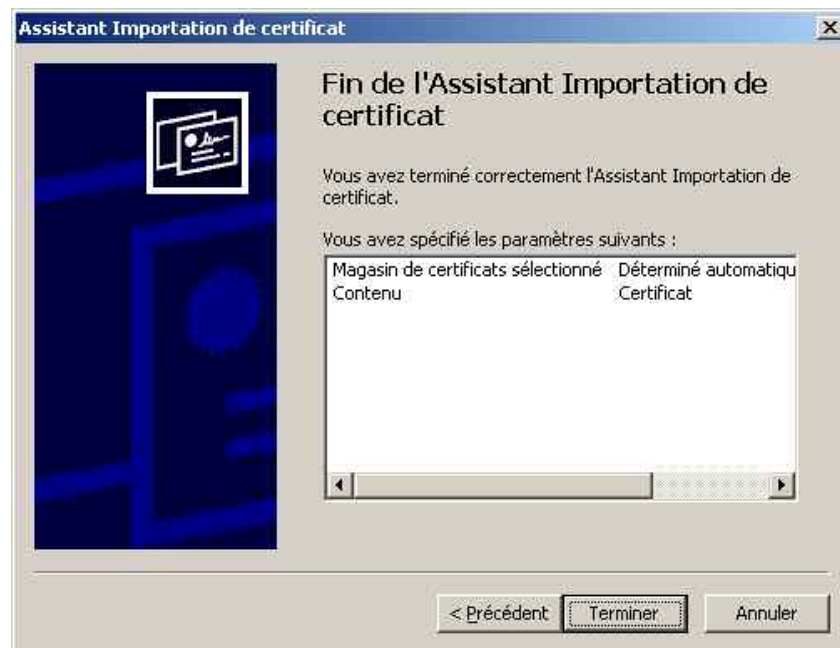 Assistant Importation de certificat
Fin de l'Assistant Importation de
certificat
Vous avez terminé correctement l'Assistant Importation de
certificat.
Vous avez spécifié les paramètres suivants :
Magasin de certificats sélectionné Déterminé automatiqu
Contenu Certificat
< Précédent Terminer Annuler